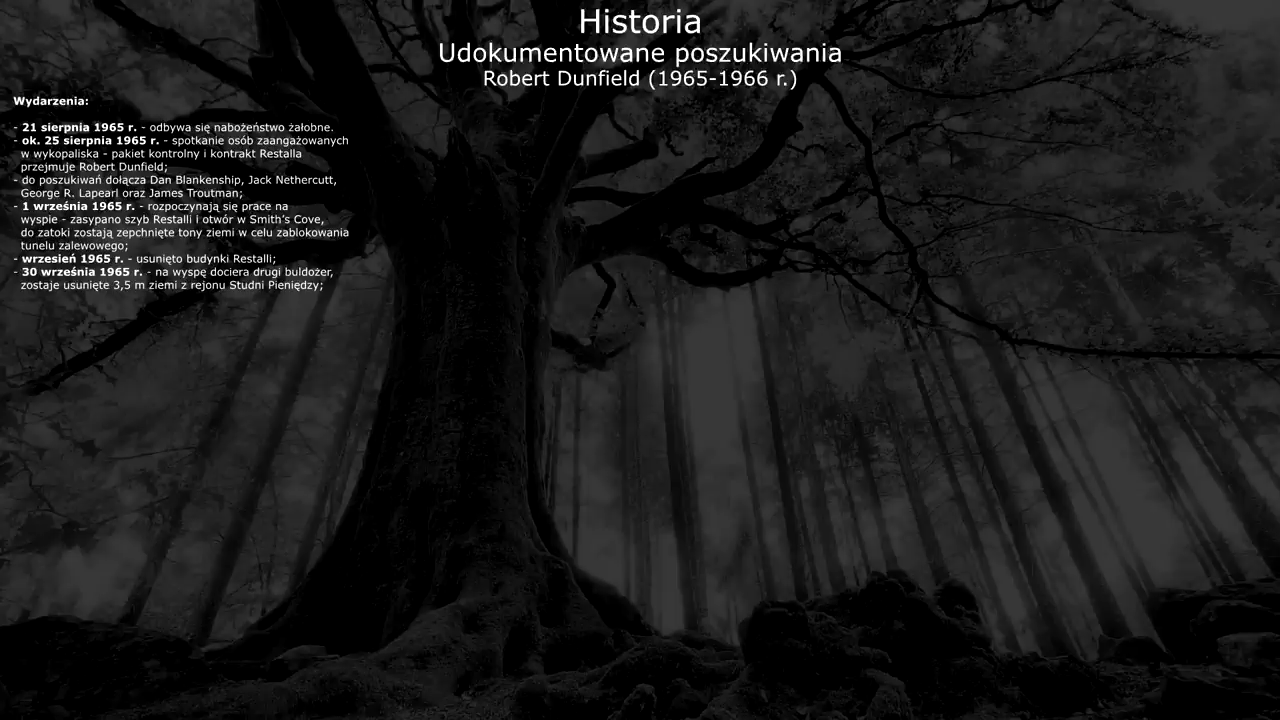 Historia
Udokumentowane poszukiwania
Robert Dunfield (1965-1966 r.)
Wydarzenia:
- 21 sierpnia 1965 r. - odbywa się nabożeństwo żałobne.
- ok. 25 sierpnia 1965 r. - spotkanie osób zaangażowanych
w wykopaliska - pakiet kontrolny i kontrakt Restalla
przejmuje Robert Dunfield;
- do poszukiwań dołącza Dan Blankenship, Jack Nethercutt,
George R. Lapearl oraz James Troutman;
- 1 września 1965 r. - rozpoczynają się prace na
wyspie - zasypano szyb Restalli i otwór w Smith's Cove,
do zatoki zostają zepchnięte tony ziemi w celu zablokowania
tunelu zalewowego;
- wrzesień 1965 r. - usunięto budynki Restalli;
- 30 września 1965 r. - na wyspę dociera drugi buldożer,
zostaje usunięte 3,5 m ziemi z rejonu Studni Pieniędzy;